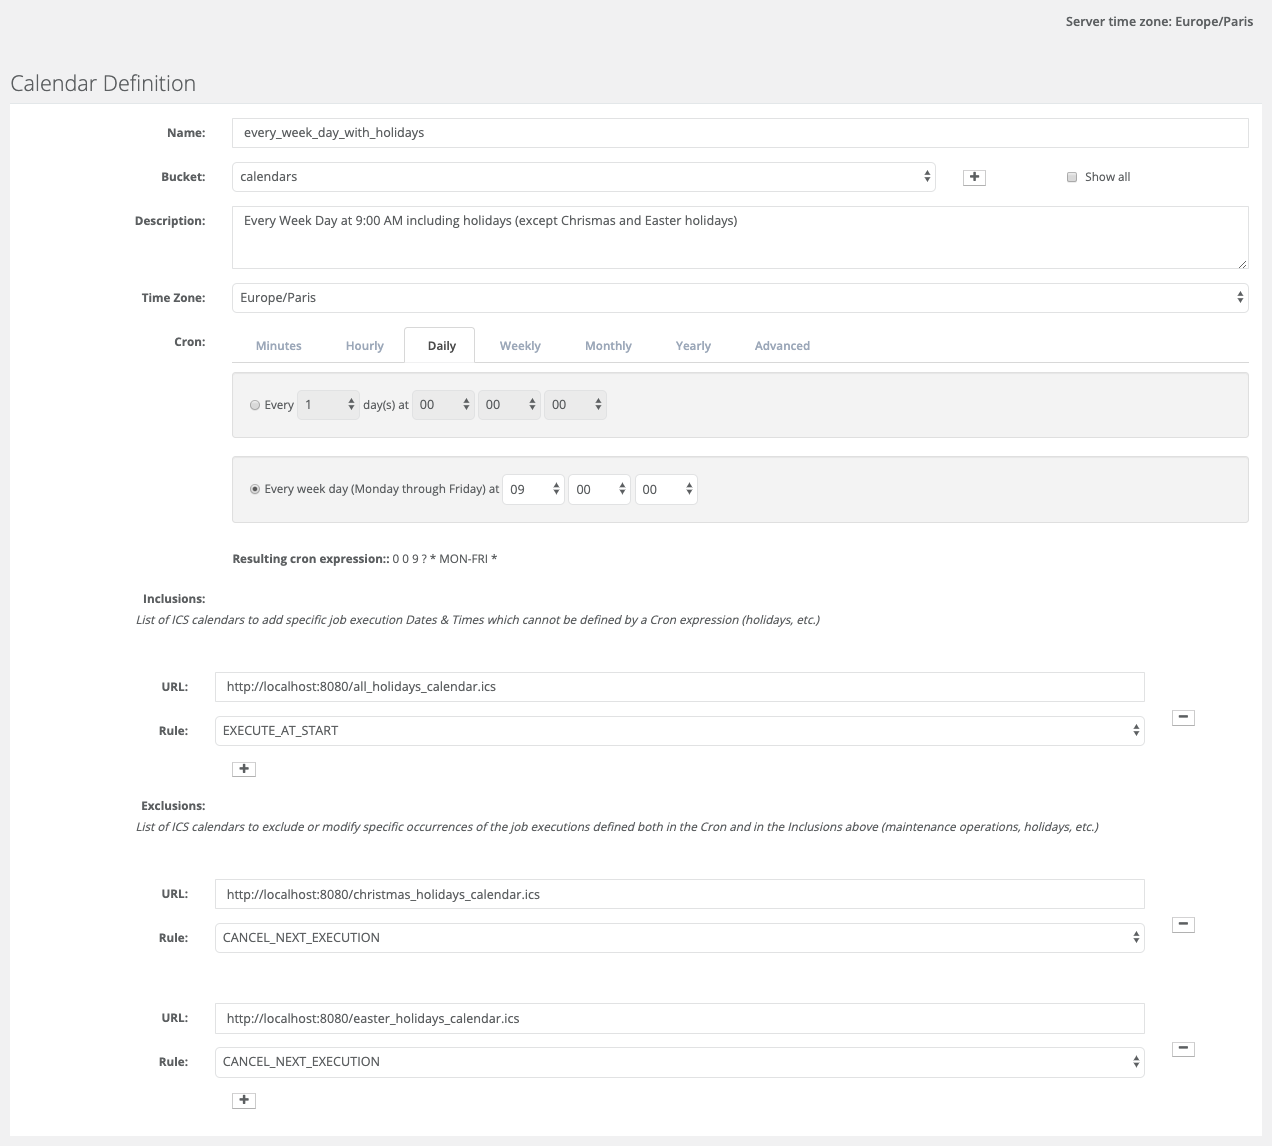 Server time zone: Europe/Paris
Calendar Definition
Name: every_week_day_with_holidays
Bucket: calendars Show all
Description: Every Week Day at 9:00 AM including holidays (except Chrismas and Easter holidays)
Time Zone: Europe/Paris
Cron: Minutes Hourly Daily Weekly Monthly Yearly Advanced
Every 1 day(s) at 00 00 00
Every week day (Monday through Friday) at 09 00 00
Resulting cron expression:: 0 0 9 ? * MON-FRI *
Inclusions:
List of ICS calendars to add specific job execution Dates & Times which cannot be defined by a Cron expression (holidays, etc.)
URL: http://localhost:8080/all_holidays_calendar.ics
Rule: EXECUTE_AT_START
Exclusions:
List of ICS calendars to exclude or modify specific occurrences of the job executions defined both in the Cron and in the Inclusions above (maintenance operations, holidays, etc.)
URL: http://localhost:8080/christmas_holidays_calendar.ics
Rule: CANCEL_NEXT_EXECUTION
URL: http://localhost:8080/easter_holidays_calendar.ics
Rule: CANCEL_NEXT_EXECUTION